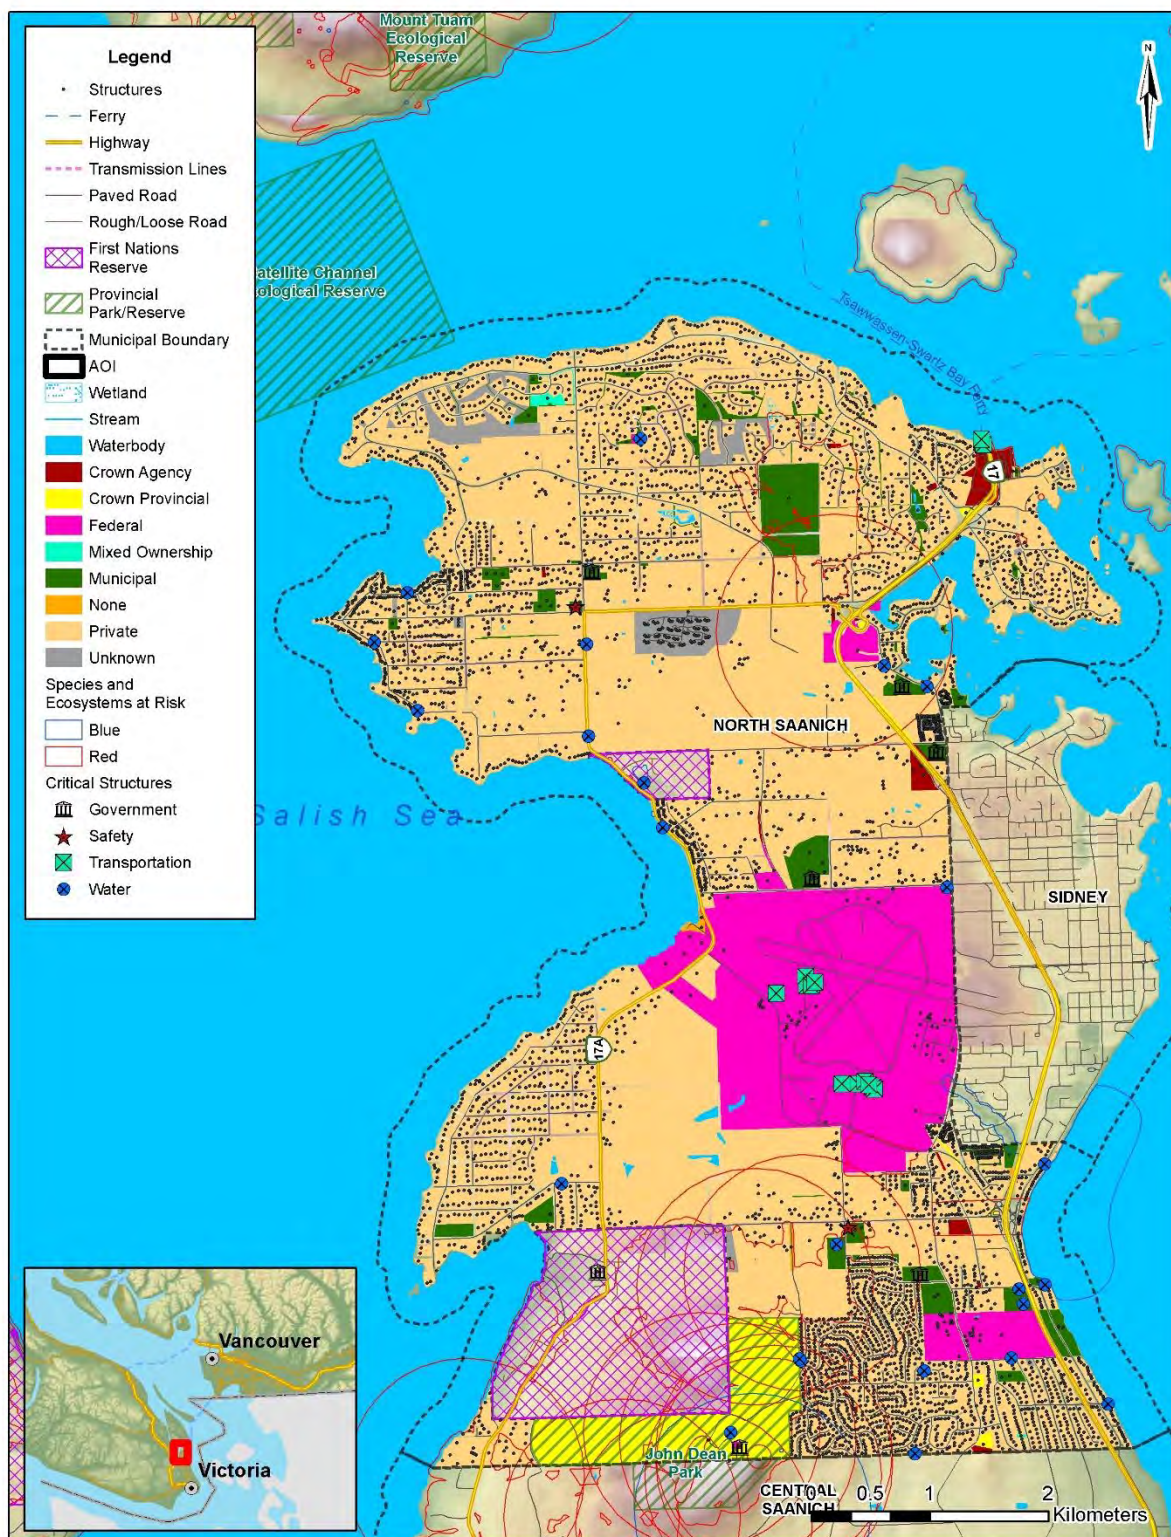 Legend
Structures
Ferry
Highway
Transmission Lines
Paved Road
Rough/Loose Road
First Nations
Reserve
Provincial
Park/Reserve
Municipal Boundary
AOI
Wetland
Stream
Waterbody
Crown Agency
Crown Provincial
Federal
Mixed Ownership
Municipal
None
Private
Unknown
Species and
Ecosystems at Risk
Blue
Red
Critical Structures
Government
Safety
Transportation
Water
Mount Tuam
Ecological
Reserve
N
atellite Channel
ological Reserve
Tsawwassen-Swartz Bay Ferry
17
NORTH SAANICH
Salish Sea
SIDNEY
17A
John Dean
Park
CENTRAL
SAANICH
0 0.5 1 2
Kilometers
Vancouver
Victoria